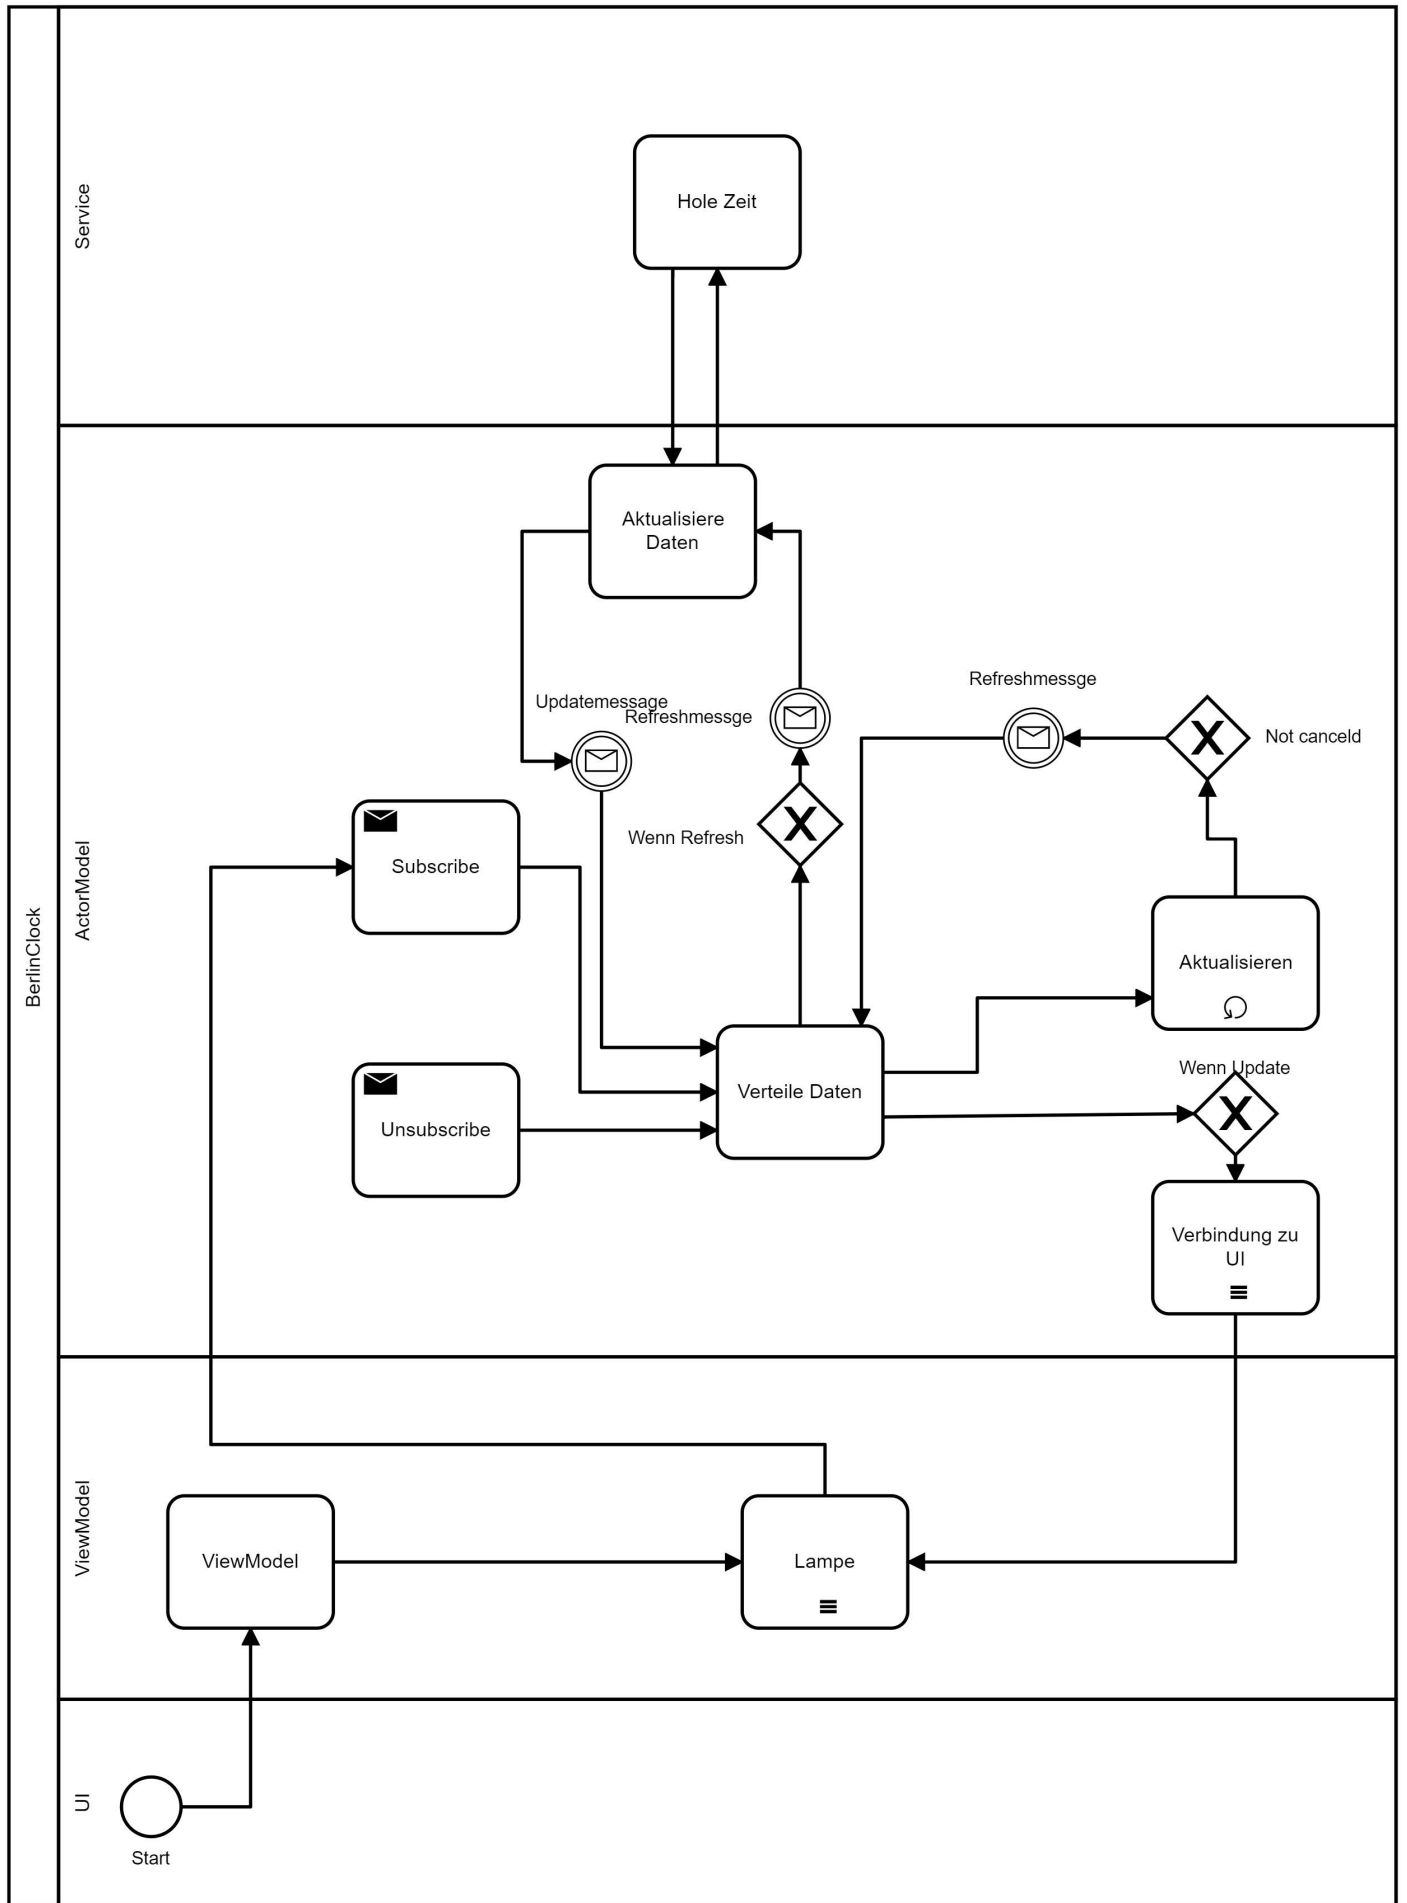 BerlinClock
Service
Hole Zeit
ActorModel
Aktualisiere
Daten
Updatemessage
Refreshmessge
Refreshmessge
Not canceld
Wenn Refresh
Subscribe
Aktualisieren
Wenn Update
Verteile Daten
Unsubscribe
Verbindung zu
UI
ViewModel
ViewModel
Lampe
UI
Start